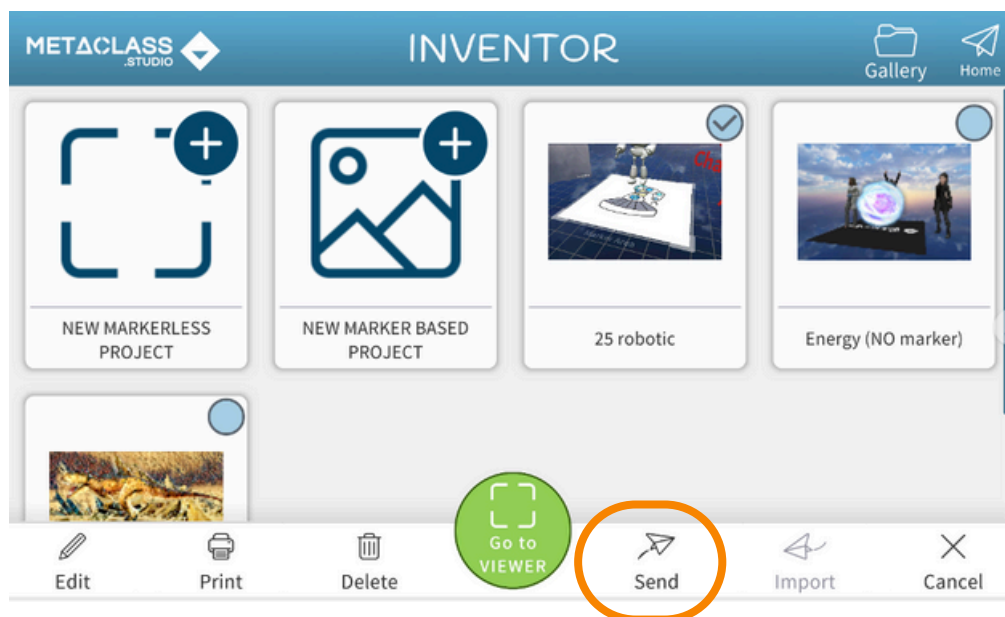 METΔCLASS
.STUDIO
INVENTOR
Gallery
Home
NEW MARKERLESS
PROJECT
NEW MARKER BASED
PROJECT
25 robotic
Energy (NO marker)
Edit
Print
Delete
Go to
VIEWER
Send
Import
Cancel